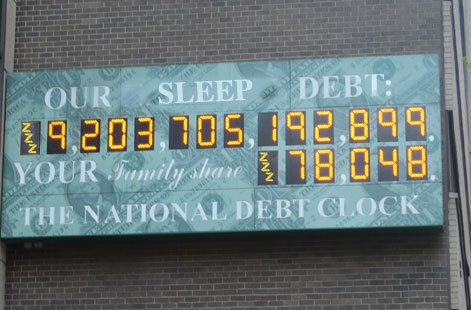 OUR SLEEP DEBT:
ZZZ 9,203,705,192,899.
YOUR Family share ZZZ 78,048.
THE NATIONAL DEBT CLOCK